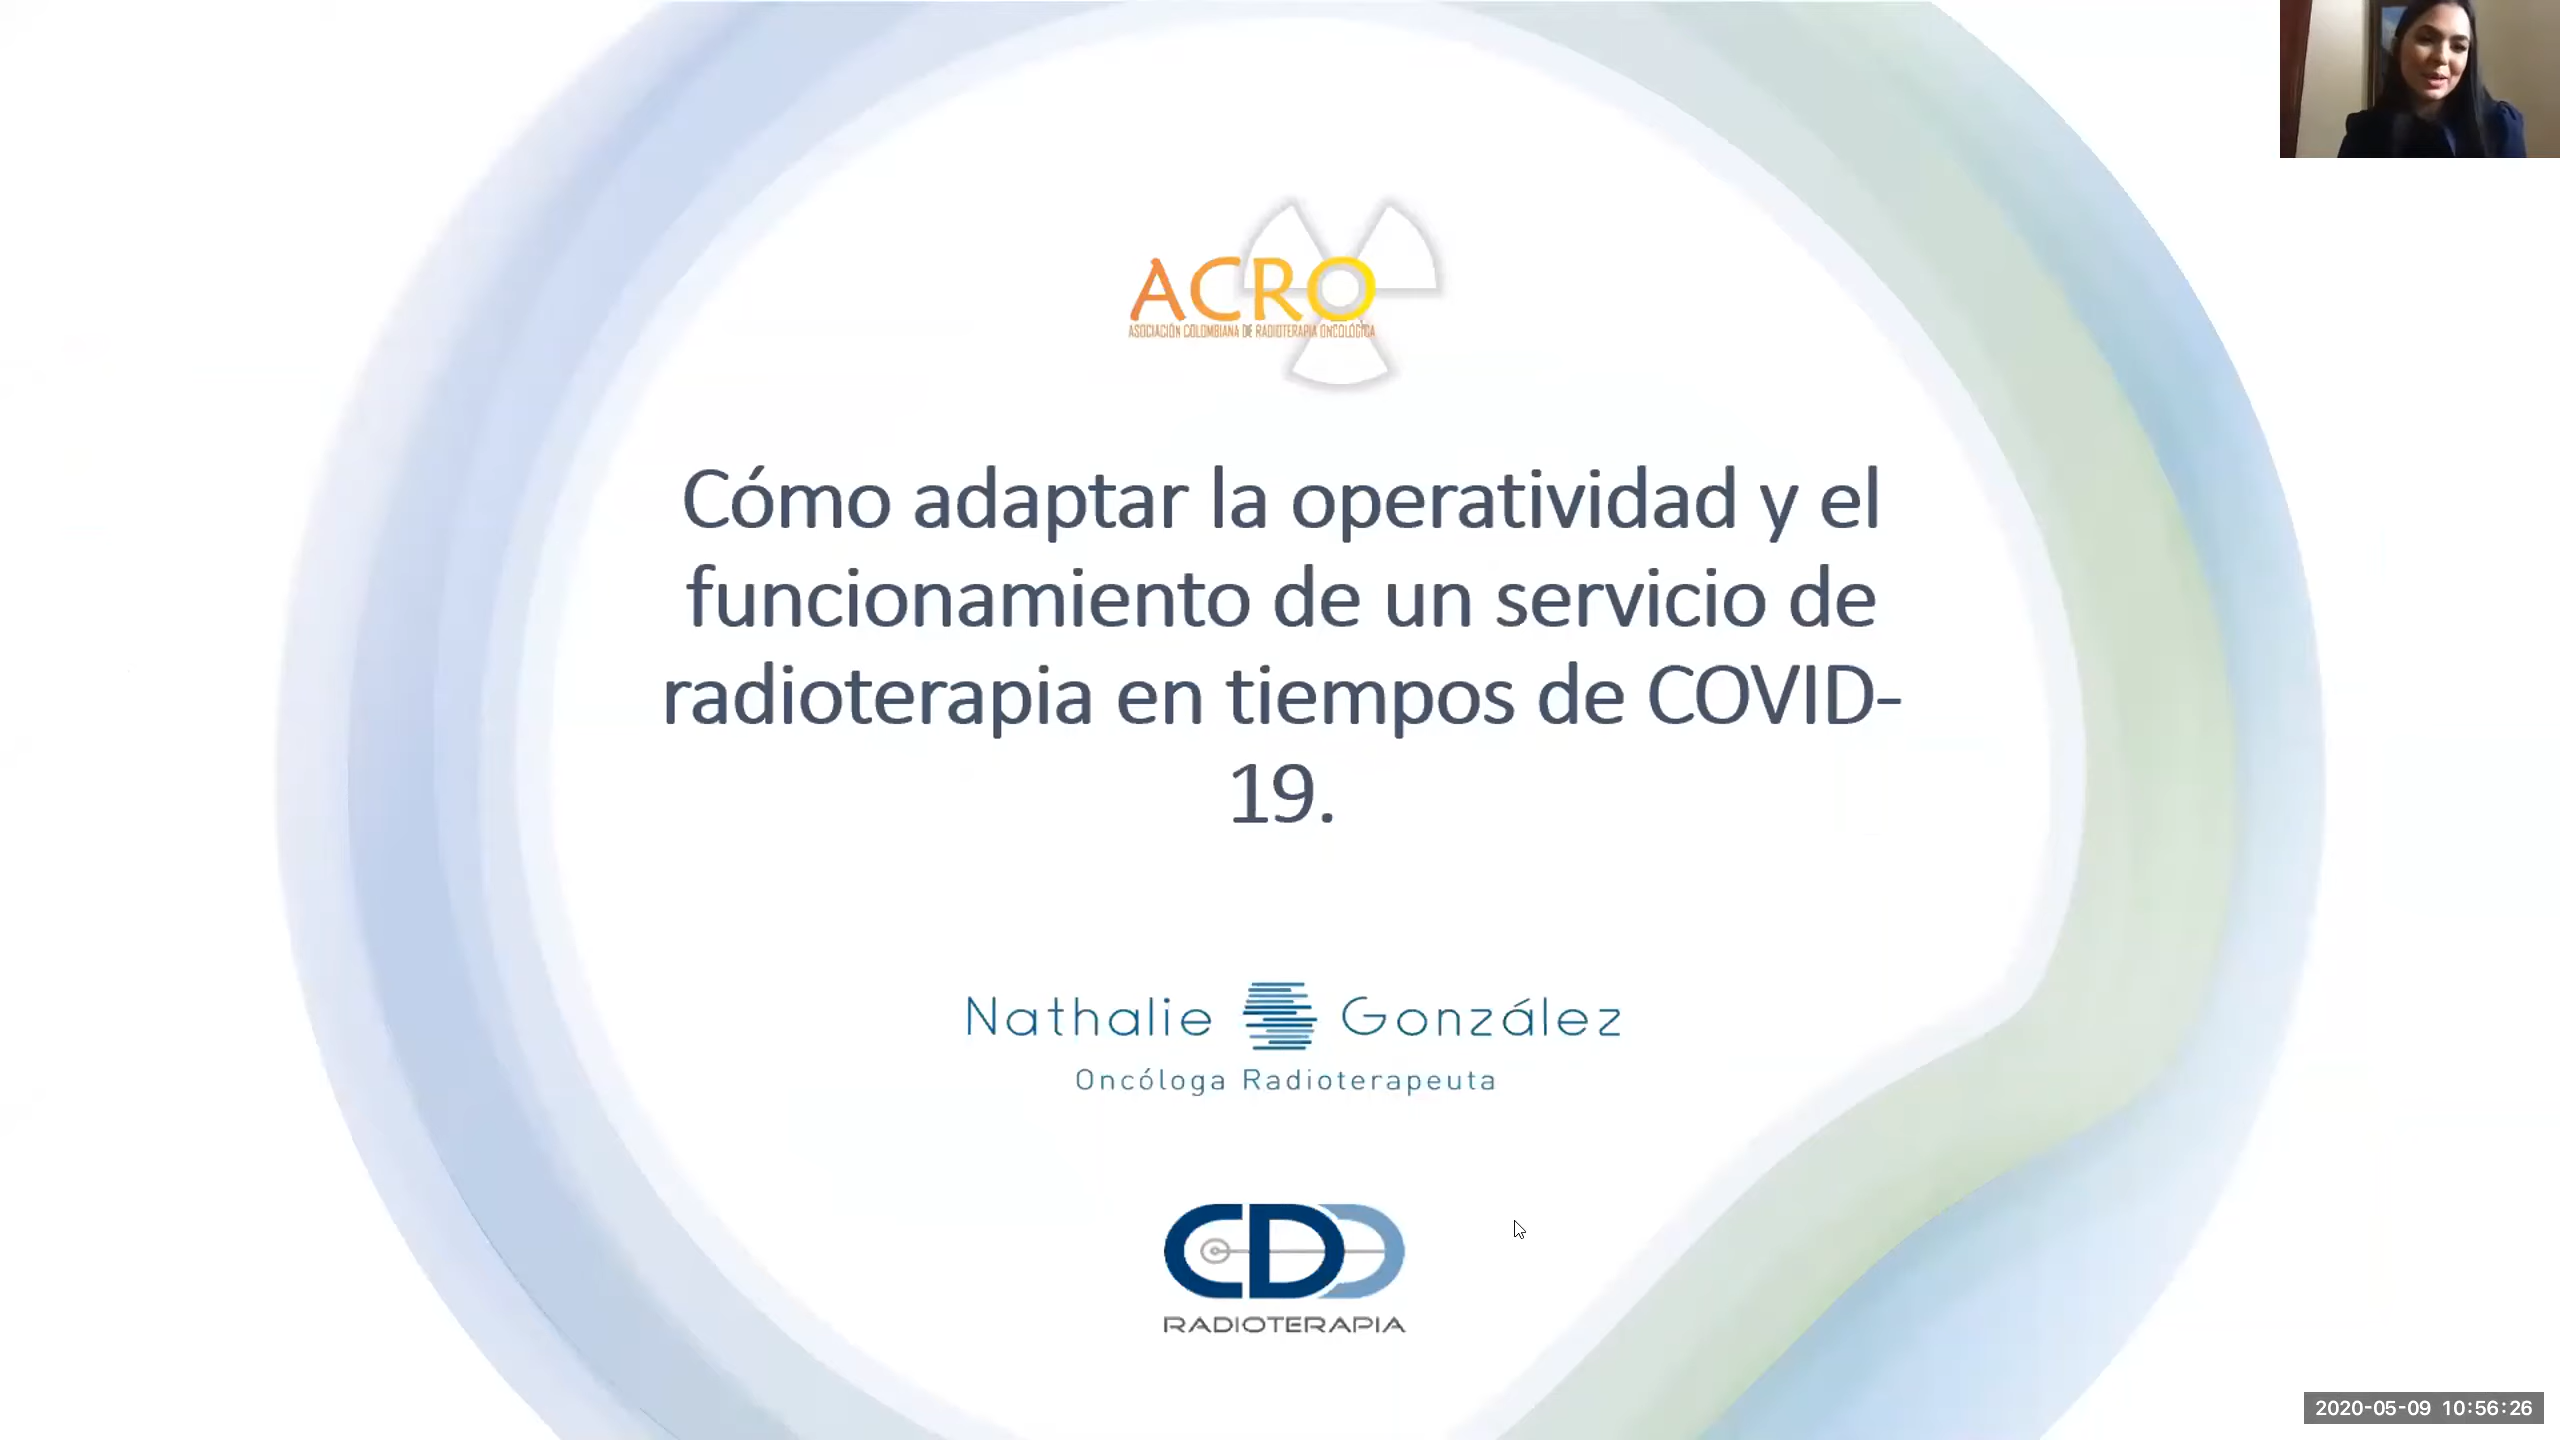 ACRO
ASOCIACIÓN COLOMBIANA DE RADIOTERAPIA ONCOLÓGICA
Cómo adaptar la operatividad y el
funcionamiento de un servicio de
radioterapia en tiempos de COVID-
19.
Nathalie González
Oncóloga Radioterapeuta
CDD
RADIOTERAPIA
2020-05-09 10:56:26